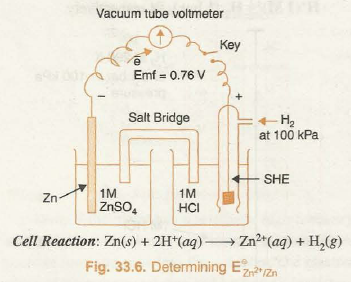 Vacuum tube voltmeter
Key
ē
Emf = 0.76 V
−
+
Salt Bridge
H₂
at 100 kPa
SHE
Zn
1M
ZnSO₄
1M
HCl
Cell Reaction: Zn(s) + 2H⁺(aq) ⟶ Zn²⁺(aq) + H₂(g)
Fig. 33.6. Determining E°Zn²⁺/Zn